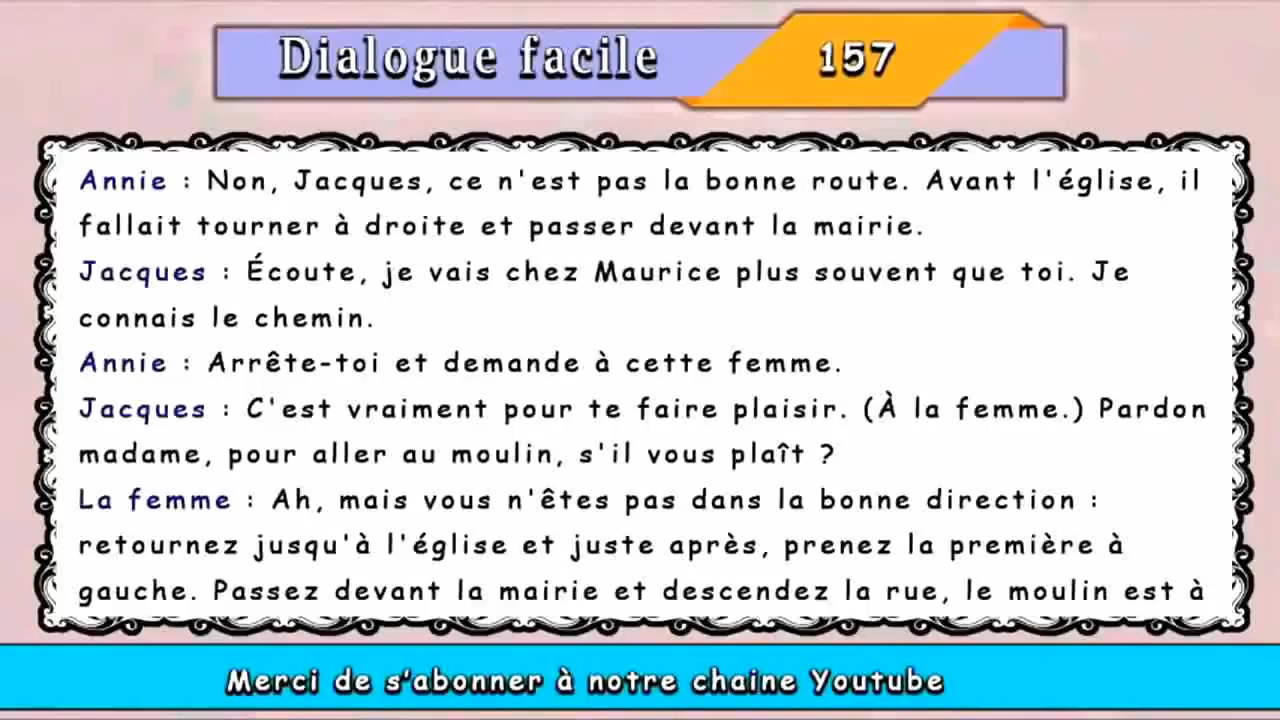 Dialogue facile 157
Annie : Non, Jacques, ce n'est pas la bonne route. Avant l'église, il
fallait tourner à droite et passer devant la mairie.
Jacques : Écoute, je vais chez Maurice plus souvent que toi. Je
connais le chemin.
Annie : Arrête-toi et demande à cette femme.
Jacques : C'est vraiment pour te faire plaisir. (À la femme.) Pardon
madame, pour aller au moulin, s'il vous plaît ?
La femme : Ah, mais vous n'êtes pas dans la bonne direction :
retournez jusqu'à l'église et juste après, prenez la première à
gauche. Passez devant la mairie et descendez la rue, le moulin est à
Merci de s'abonner à notre chaine Youtube